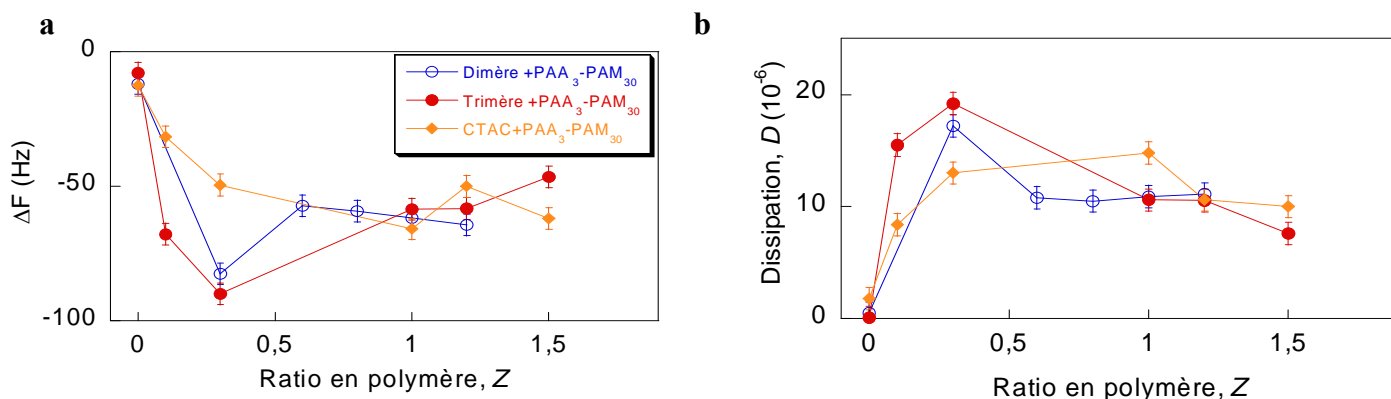 a
0
-50
-100
ΔF (Hz)
Dimère +PAA3-PAM30
Trimère +PAA3-PAM30
CTAC+PAA3-PAM30
0 0,5 1 1,5
Ratio en polymère, Z
b
20
10
0
Dissipation, D (10-6)
0 0,5 1 1,5
Ratio en polymère, Z